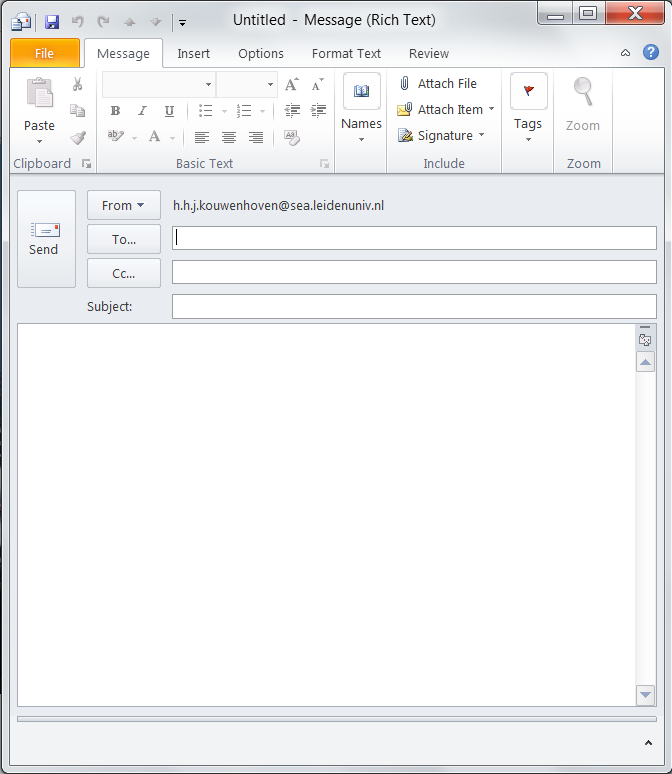 Untitled - Message (Rich Text)
File Message Insert Options Format Text Review
Paste
Clipboard
B I U
ab A
A A
Basic Text
Names
Attach File
Attach Item
Signature
Include
Tags
Zoom
Zoom
Send
From h.h.j.kouwenhoven@sea.leidenuniv.nl
To...
Cc...
Subject: